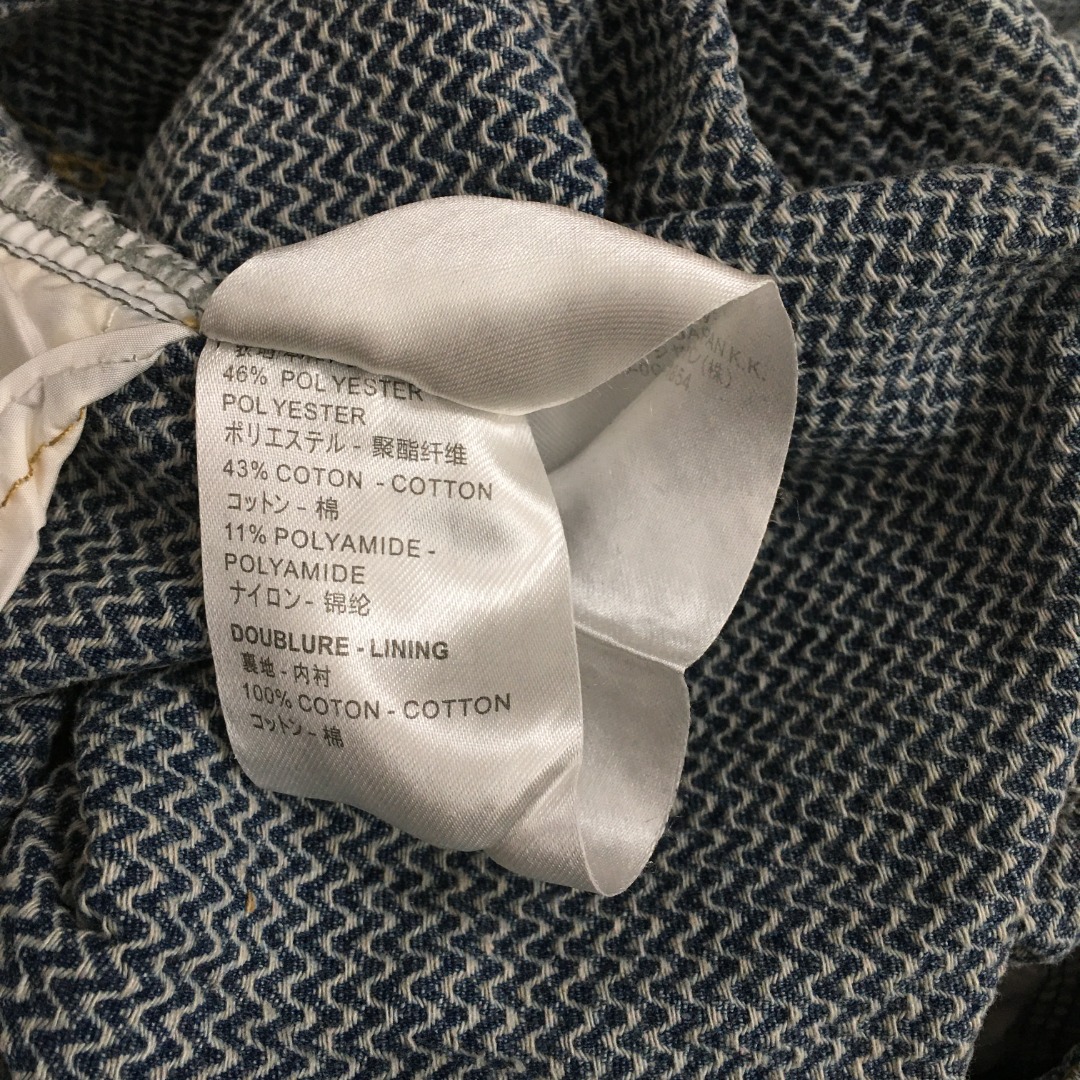 46% POLYESTER
POLYESTER
ポリエステル - 聚酯纤维
43% COTON - COTTON
コットン - 棉
11% POLYAMIDE -
POLYAMIDE
ナイロン - 锦纶
DOUBLURE - LINING
裏地 - 内衬
100% COTON - COTTON
コットン - 棉
JAPAN K.K.
(株)